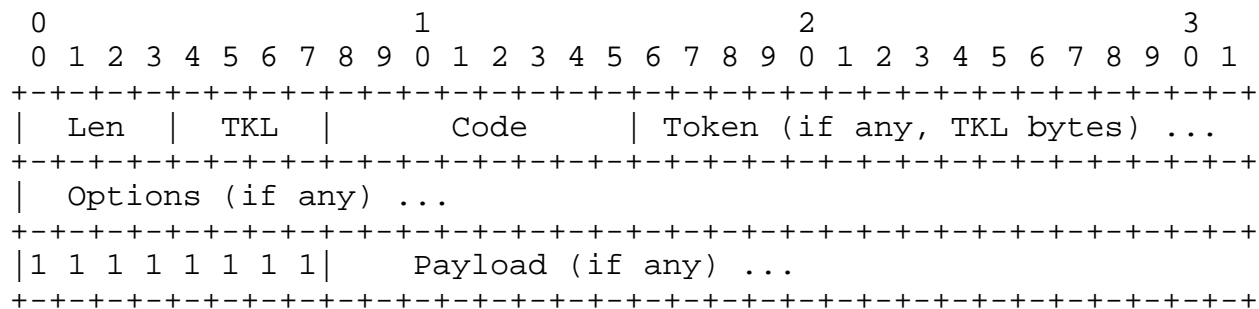 0                   1                   2                   3
 0 1 2 3 4 5 6 7 8 9 0 1 2 3 4 5 6 7 8 9 0 1 2 3 4 5 6 7 8 9 0 1
+-+-+-+-+-+-+-+-+-+-+-+-+-+-+-+-+-+-+-+-+-+-+-+-+-+-+-+-+-+-+-+-+
|  Len  |  TKL  |      Code     | Token (if any, TKL bytes) ...
+-+-+-+-+-+-+-+-+-+-+-+-+-+-+-+-+-+-+-+-+-+-+-+-+-+-+-+-+-+-+-+-+
|  Options (if any) ...
+-+-+-+-+-+-+-+-+-+-+-+-+-+-+-+-+-+-+-+-+-+-+-+-+-+-+-+-+-+-+-+-+
|1 1 1 1 1 1 1 1|    Payload (if any) ...
+-+-+-+-+-+-+-+-+-+-+-+-+-+-+-+-+-+-+-+-+-+-+-+-+-+-+-+-+-+-+-+-+